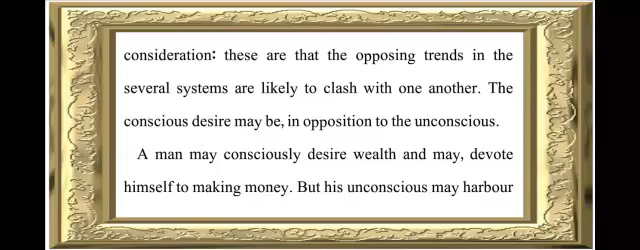 consideration: these are that the opposing trends in the
several systems are likely to clash with one another. The
conscious desire may be, in opposition to the unconscious.
A man may consciously desire wealth and may, devote
himself to making money. But his unconscious may harbour